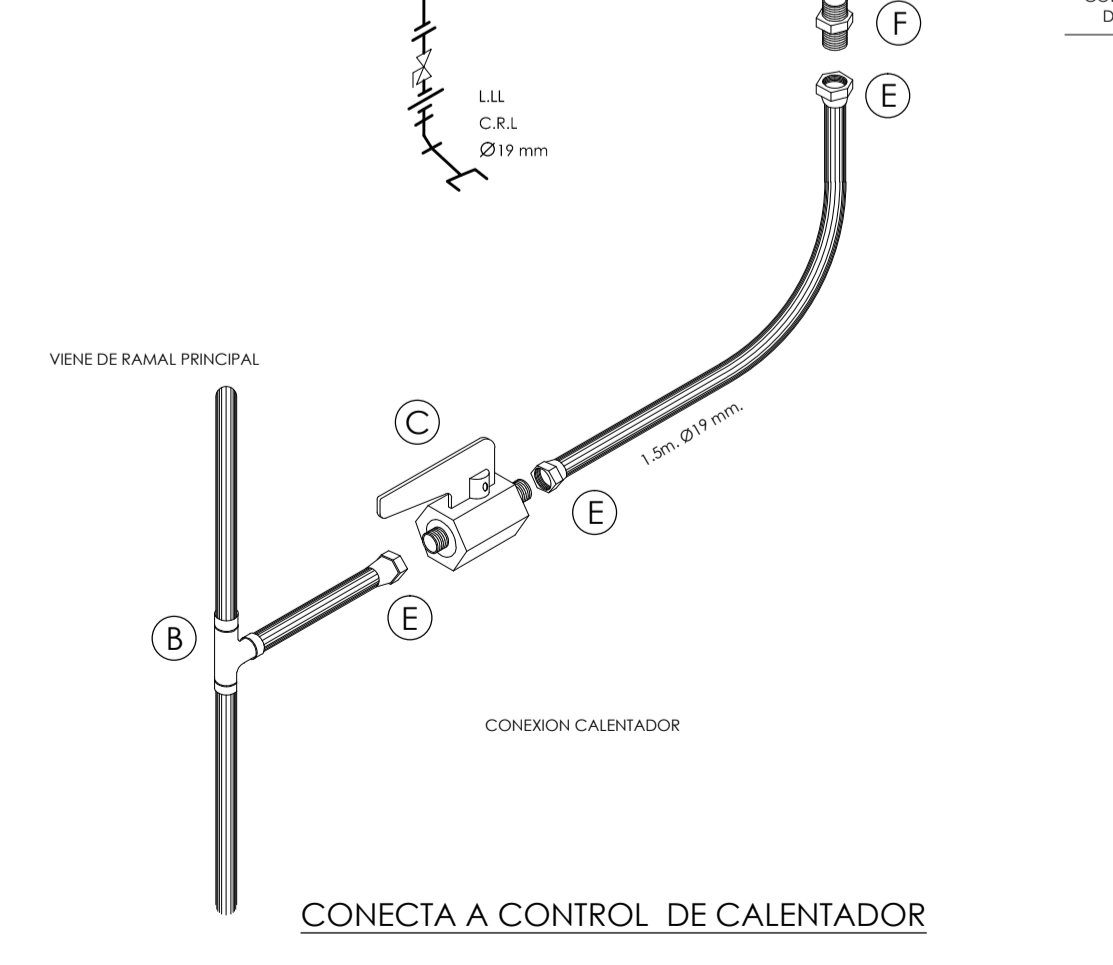 F
E
L.LL
C.R.L
Ø19 mm
VIENE DE RAMAL PRINCIPAL
C
1.5m. Ø19 mm.
E
E
B
CONEXION CALENTADOR
CONECTA A CONTROL DE CALENTADOR